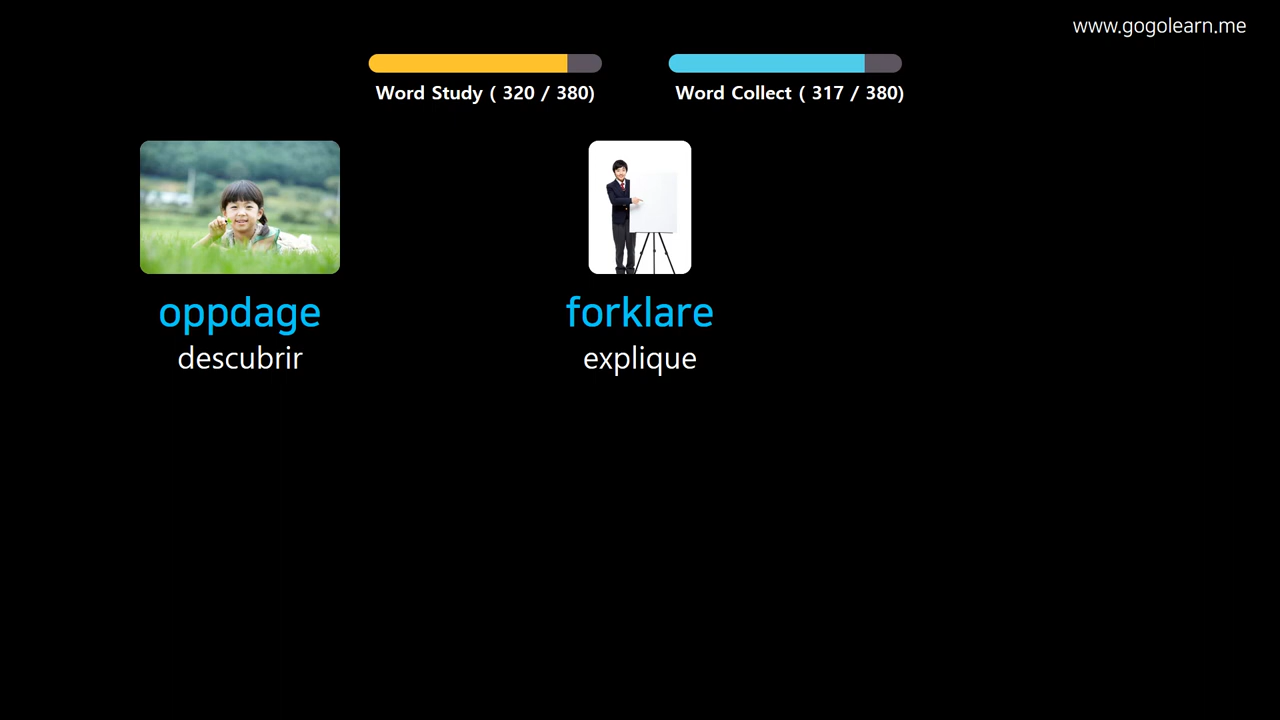 www.gogolearn.me
Word Study ( 320 / 380)
Word Collect ( 317 / 380)
oppdage
descubrir
forklare
explique